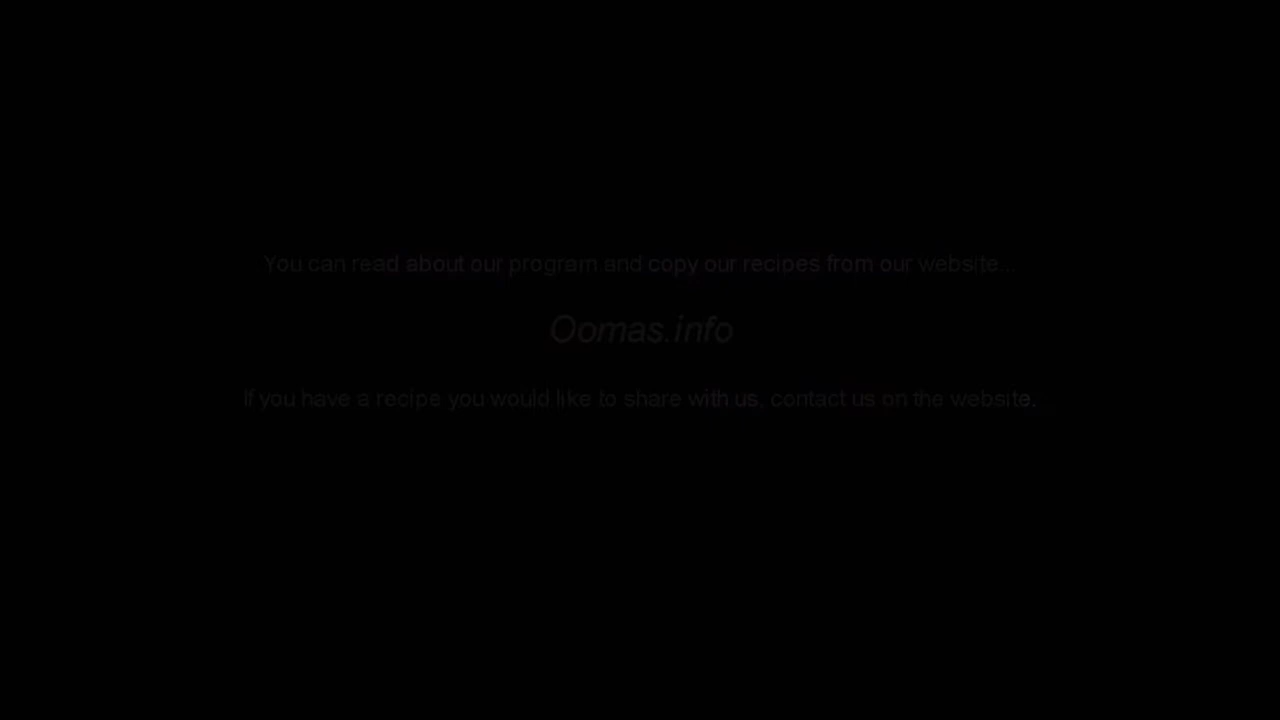 You can read about our program and copy our recipes from our website...
Oomas.info
If you have a recipe you would like to share with us, contact us on the website.